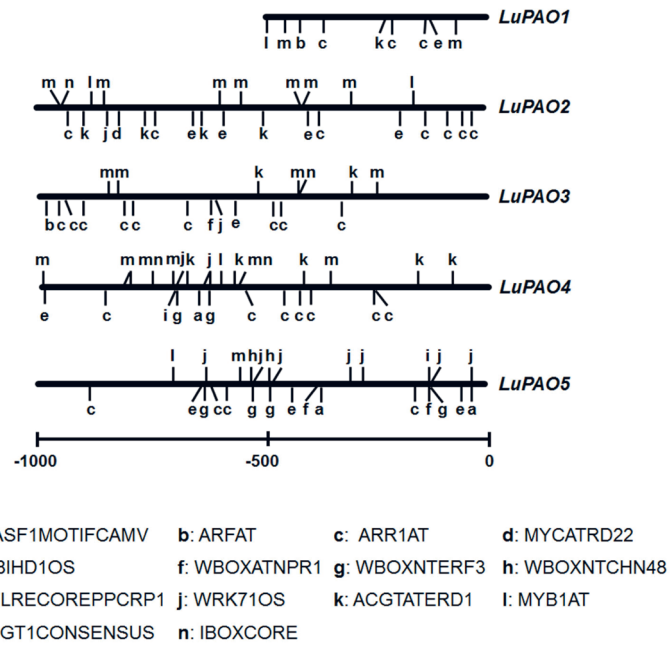 LuPAO1
l m b c k c c e m
m n l m m m m m m l
LuPAO2
c k j d k c e k e k e c e c c c
m m k m n k m
LuPAO3
b c c c c c c f j e c c c
m m m n m j k j l k m n k m k k
LuPAO4
e c i g a g c c c c c c
l j m h j h j j j i j j
LuPAO5
c e g c c g g e f a c f g e a
-1000 -500 0
ASF1MOTIFCAMV b: ARFAT c: ARR1AT d: MYCATRD22
BIHD1OS f: WBOXATNPR1 g: WBOXNTERF3 h: WBOXNTCHN48
LRECOREPPCRP1 j: WRK71OS k: ACGTATERD1 l: MYB1AT
GT1CONSENSUS n: IBOXCORE